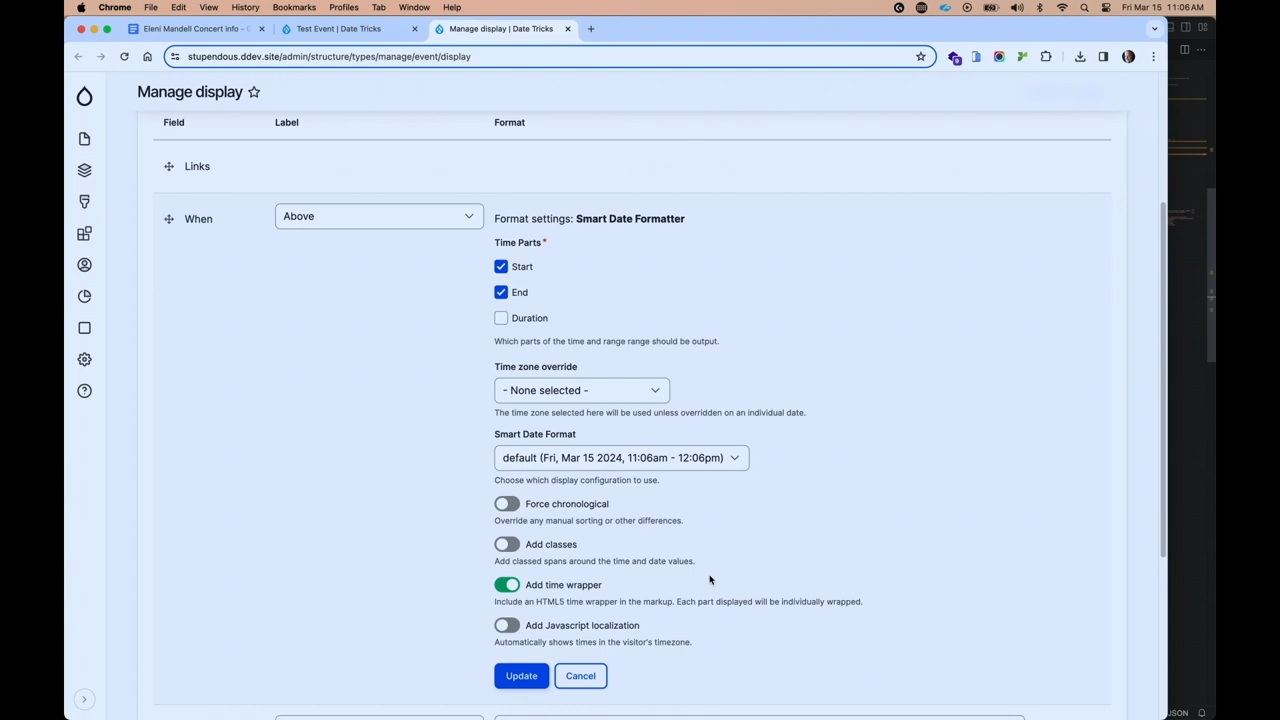 Chrome File Edit View History Bookmarks Profiles Tab Window Help Fri Mar 15 11:06 AM
Eleni Mandell Concert info - Test Event | Date Tricks Manage display | Date Tricks
stupendous.ddev.site/admin/structure/types/manage/event/display
Manage display
Field Label Format
Links
When Above Format settings: Smart Date Formatter
Time Parts*
Start
End
Duration
Which parts of the time and range range should be output.
Time zone override
- None selected -
The time zone selected here will be used unless overridden on an individual date.
Smart Date Format
default (Fri, Mar 15 2024, 11:06am - 12:06pm)
Choose which display configuration to use.
Force chronological
Override any manual sorting or other differences.
Add classes
Add classed spans around the time and date values.
Add time wrapper
Include an HTML5 time wrapper in the markup. Each part displayed will be individually wrapped.
Add Javascript localization
Automatically shows times in the visitor's timezone.
Update Cancel
JSON